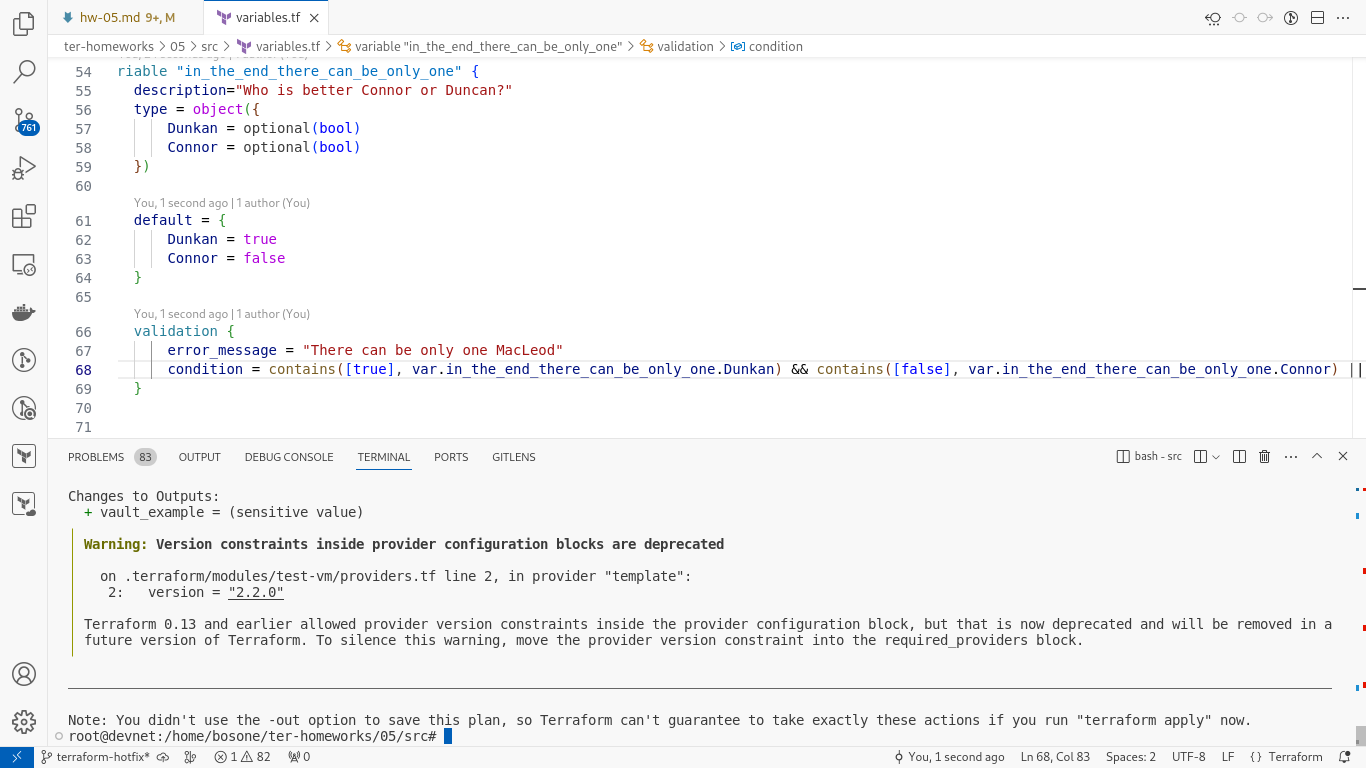 hw-05.md 9+, M
variables.tf
ter-homeworks > 05 > src > variables.tf > variable "in_the_end_there_can_be_only_one" > validation > condition
54 riable "in_the_end_there_can_be_only_one" {
55 description="Who is better Connor or Duncan?"
56 type = object({
57 Dunkan = optional(bool)
58 Connor = optional(bool)
59 })
60
You, 1 second ago | 1 author (You)
61 default = {
62 Dunkan = true
63 Connor = false
64 }
65
You, 1 second ago | 1 author (You)
66 validation {
67 error_message = "There can be only one MacLeod"
68 condition = contains([true], var.in_the_end_there_can_be_only_one.Dunkan) && contains([false], var.in_the_end_there_can_be_only_one.Connor) ||
69 }
70
71
761
PROBLEMS 83 OUTPUT DEBUG CONSOLE TERMINAL PORTS GITLENS
bash - src
Changes to Outputs:
+ vault_example = (sensitive value)
Warning: Version constraints inside provider configuration blocks are deprecated
on .terraform/modules/test-vm/providers.tf line 2, in provider "template":
2: version = "2.2.0"
Terraform 0.13 and earlier allowed provider version constraints inside the provider configuration block, but that is now deprecated and will be removed in a
future version of Terraform. To silence this warning, move the provider version constraint into the required_providers block.
Note: You didn't use the -out option to save this plan, so Terraform can't guarantee to take exactly these actions if you run "terraform apply" now.
root@devnet:/home/bosone/ter-homeworks/05/src#
terraform-hotfix* 1 82 0 You, 1 second ago Ln 68, Col 83 Spaces: 2 UTF-8 LF { } Terraform